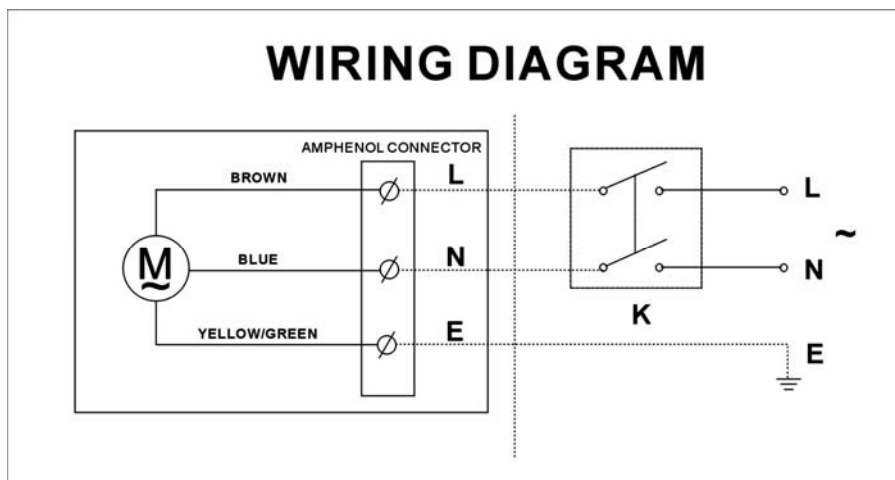 WIRING DIAGRAM
AMPHENOL CONNECTOR
BROWN
L
L
M
~
BLUE
N
N
~
K
YELLOW/GREEN
E
E